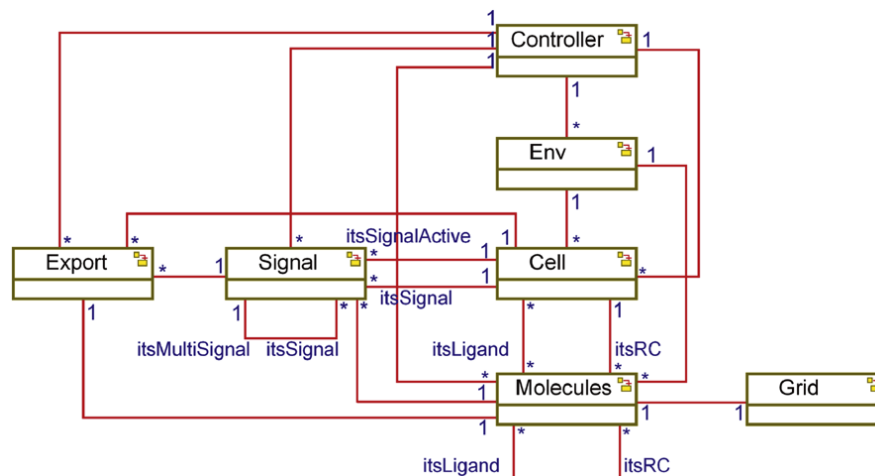 1
Controller
1
1
1
1
*
Env
1
1
*
*
*
itsSignalActive
1
*
Export
*
1
Signal
*
1
Cell
*
*
1
itsSignal
1
1
*
*
*
1
itsMultiSignal
itsSignal
itsLigand
itsRC
*
*
*
*
Molecules
Grid
1
1
1
1
*
*
itsLigand
itsRC